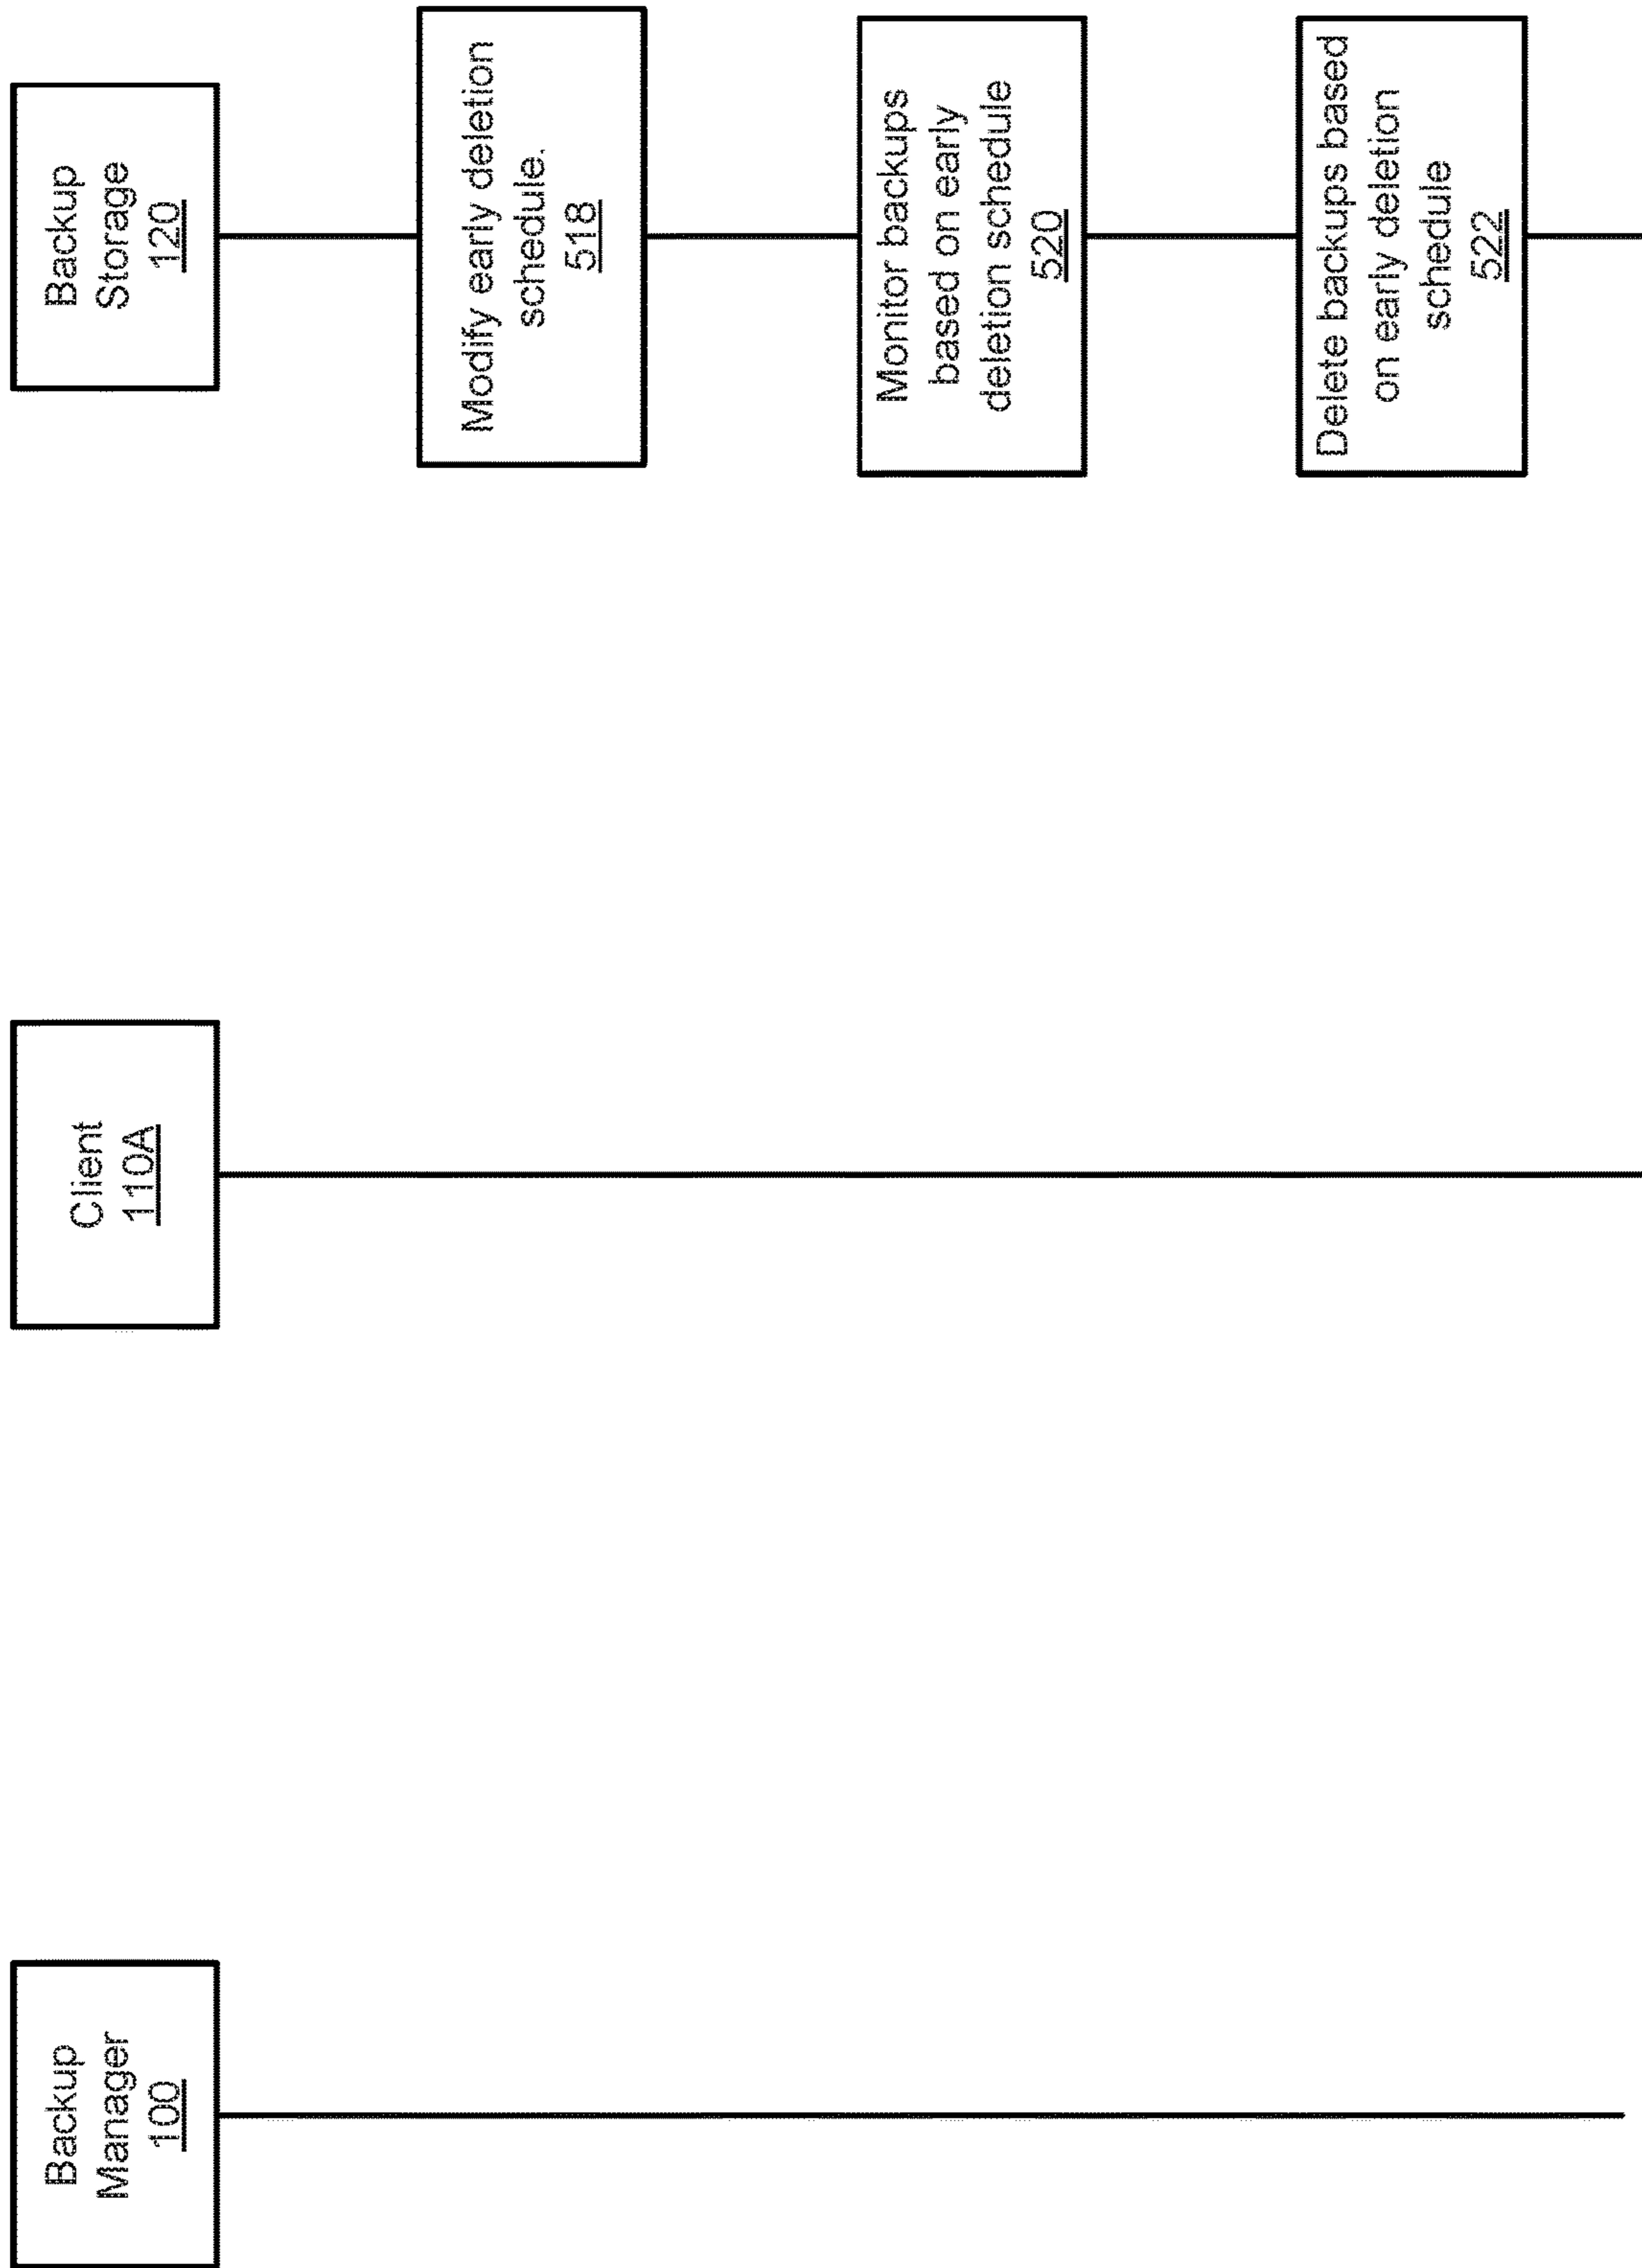 Backup
Manager
100
Client
110A
Backup
Storage
120
Modify early deletion
schedule.
518
Monitor backups
based on early
deletion schedule
520
Delete backups based
on early deletion
schedule
522